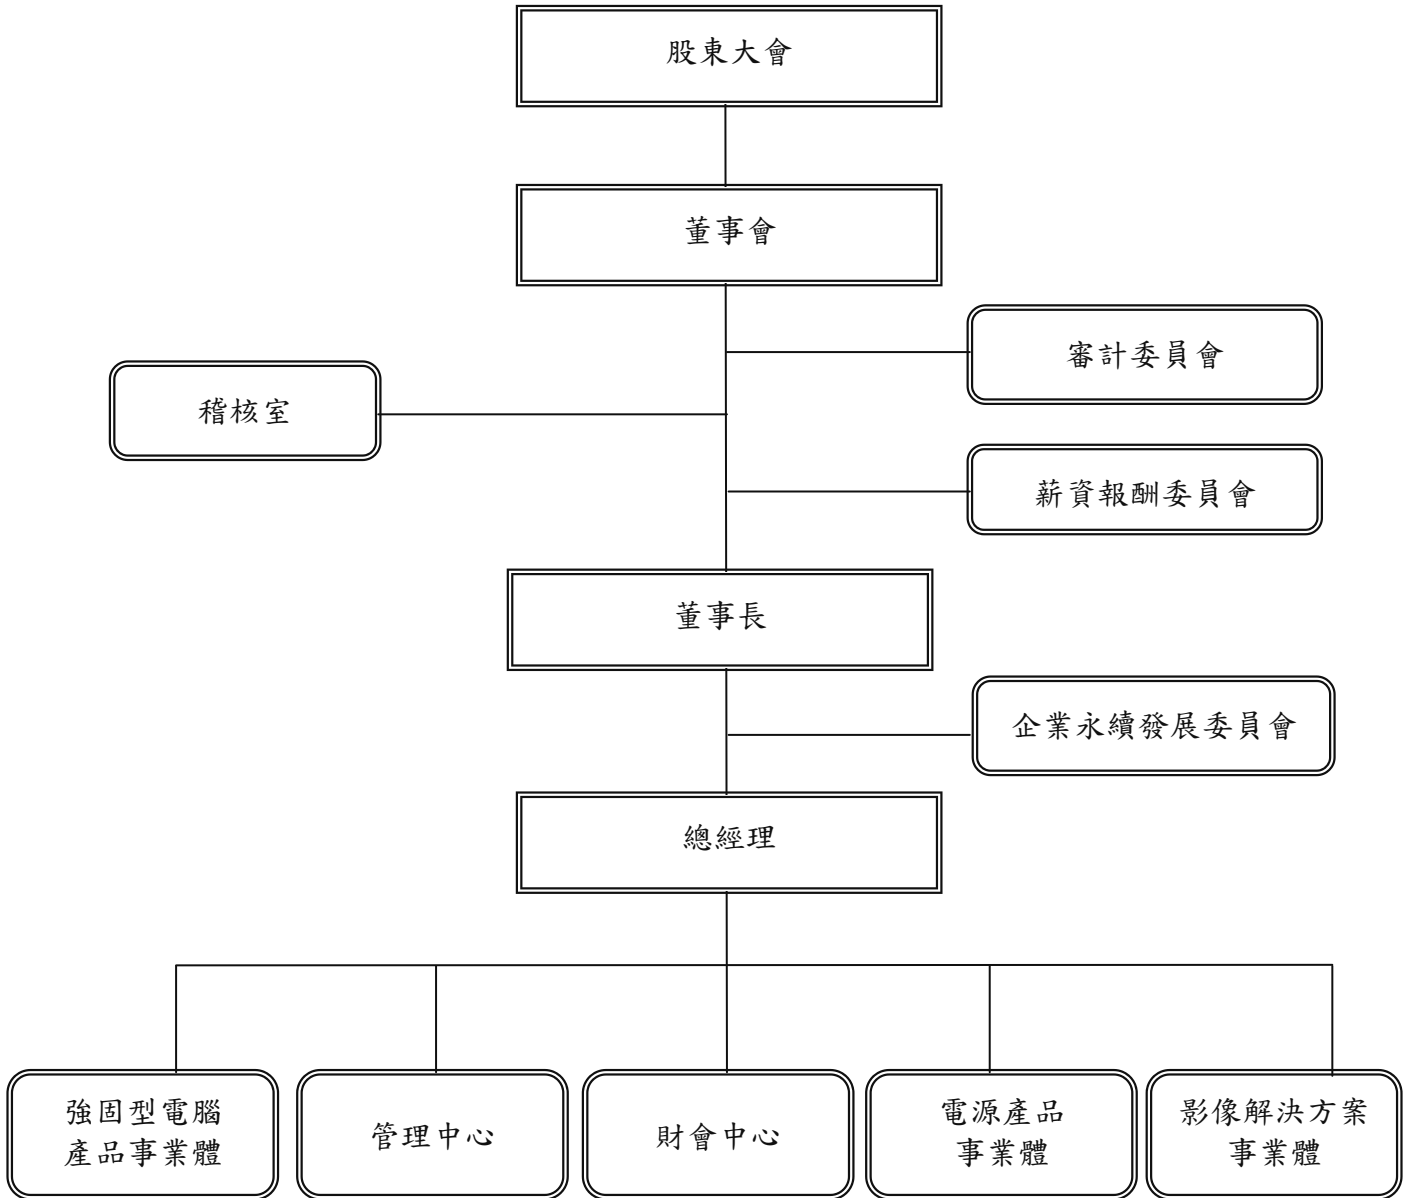 股東大會
董事會
審計委員會
稽核室
薪資報酬委員會
董事長
企業永續發展委員會
總經理
強固型電腦
產品事業體
管理中心
財會中心
電源產品
事業體
影像解決方案
事業體